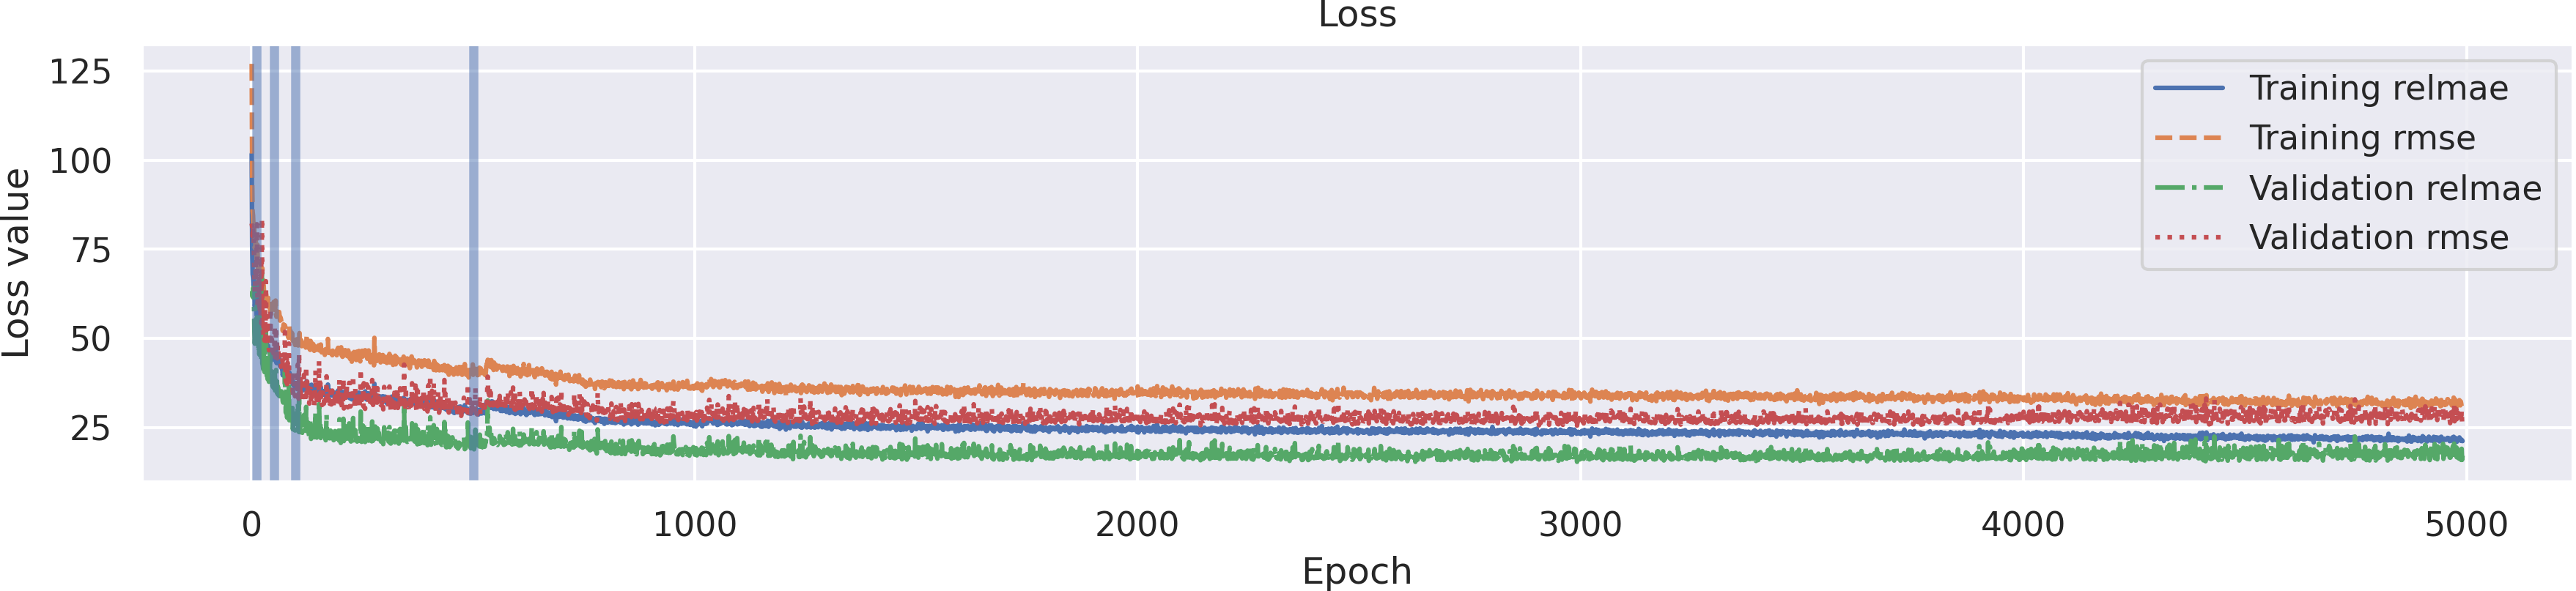 Loss
125
100
75
50
25
Loss value
Training relmae
Training rmse
Validation relmae
Validation rmse
0 1000 2000 3000 4000 5000
Epoch